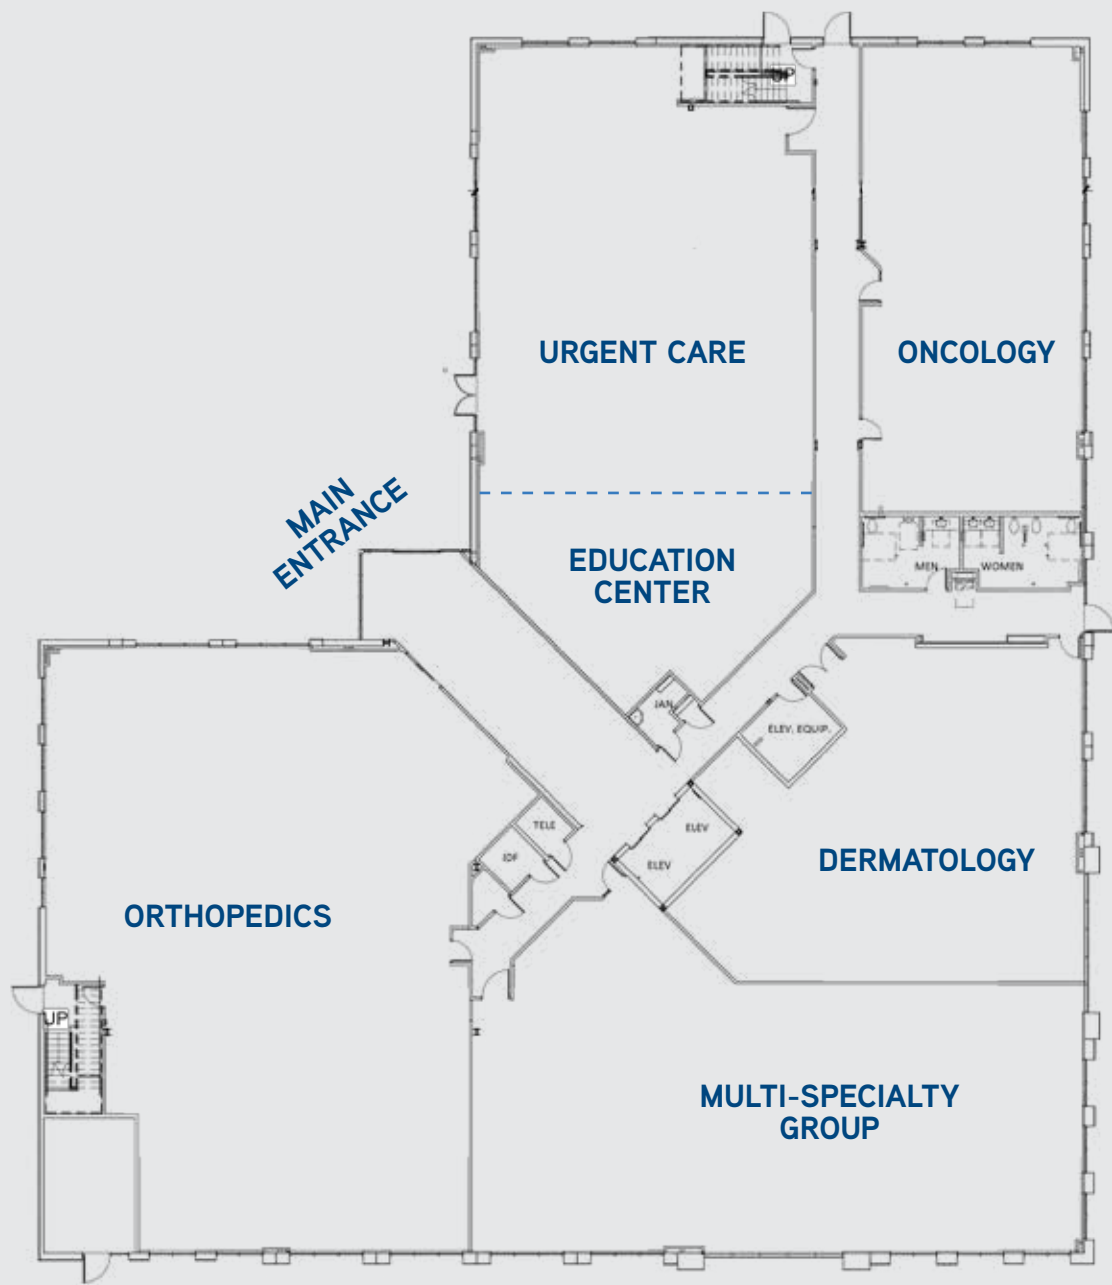 UP
URGENT CARE
ONCOLOGY
MAIN
ENTRANCE
EDUCATION
CENTER
MEN
WOMEN
JAN
ELEV. EQUIP.
TELE
ELEV
IDF
ELEV
DERMATOLOGY
ORTHOPEDICS
UP
MULTI-SPECIALTY
GROUP